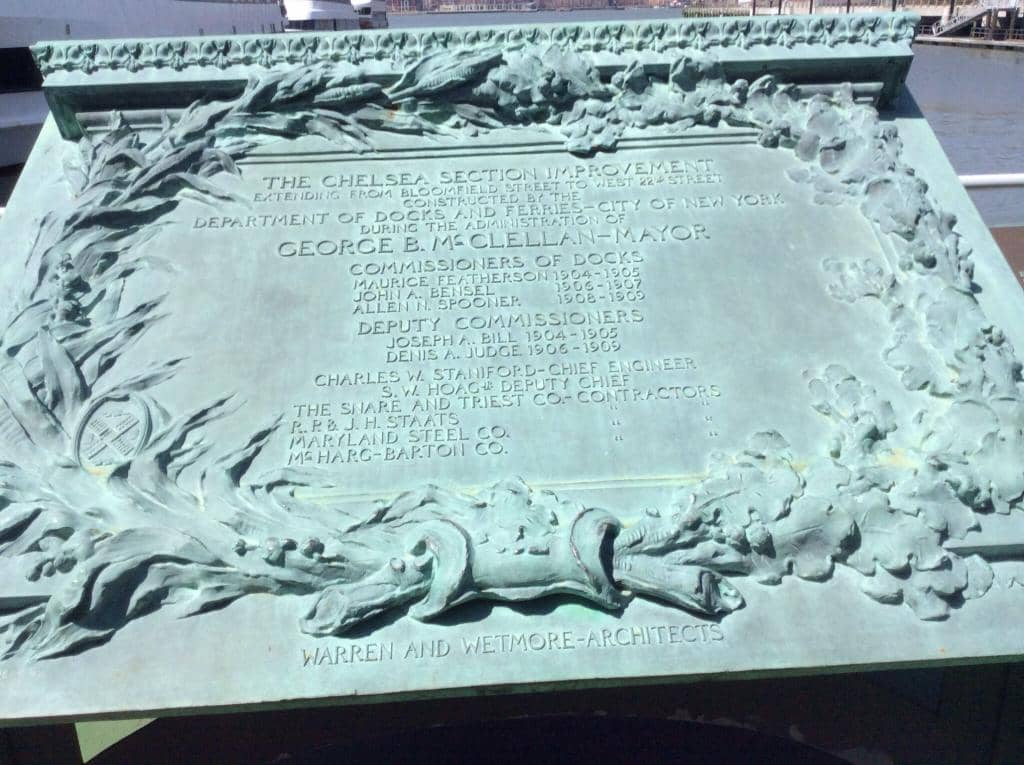 THE CHELSEA SECTION IMPROVEMENT
EXTENDING FROM BLOOMFIELD STREET TO WEST 22nd STREET
CONSTRUCTED BY THE
DEPARTMENT OF DOCKS AND FERRIES-CITY OF NEW YORK
DURING THE ADMINISTRATION OF
GEORGE B. McCLELLAN-MAYOR
COMMISSIONERS OF DOCKS
MAURICE FEATHERSON 1904-1905
JOHN A. BENSEL 1906-1907
ALLEN N. SPOONER 1908-1909
DEPUTY COMMISSIONERS
JOSEPH A. BILL 1904-1905
DENIS A. JUDGE 1906-1909
CHARLES W. STANIFORD-CHIEF ENGINEER
S. W. HOAG Jr DEPUTY CHIEF "
THE SNARE AND TRIEST CO.-CONTRACTORS
R.P. & J.H. STAATS " "
MARYLAND STEEL CO. " "
McHARG-BARTON CO.
WARREN AND WETMORE-ARCHITECTS